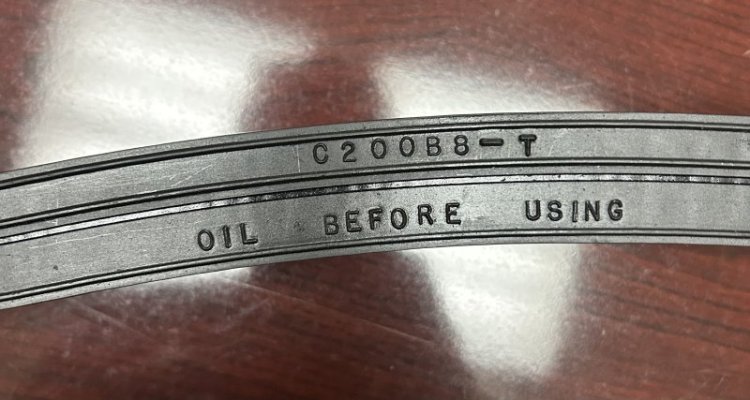 C200B8-T
OIL BEFORE USING